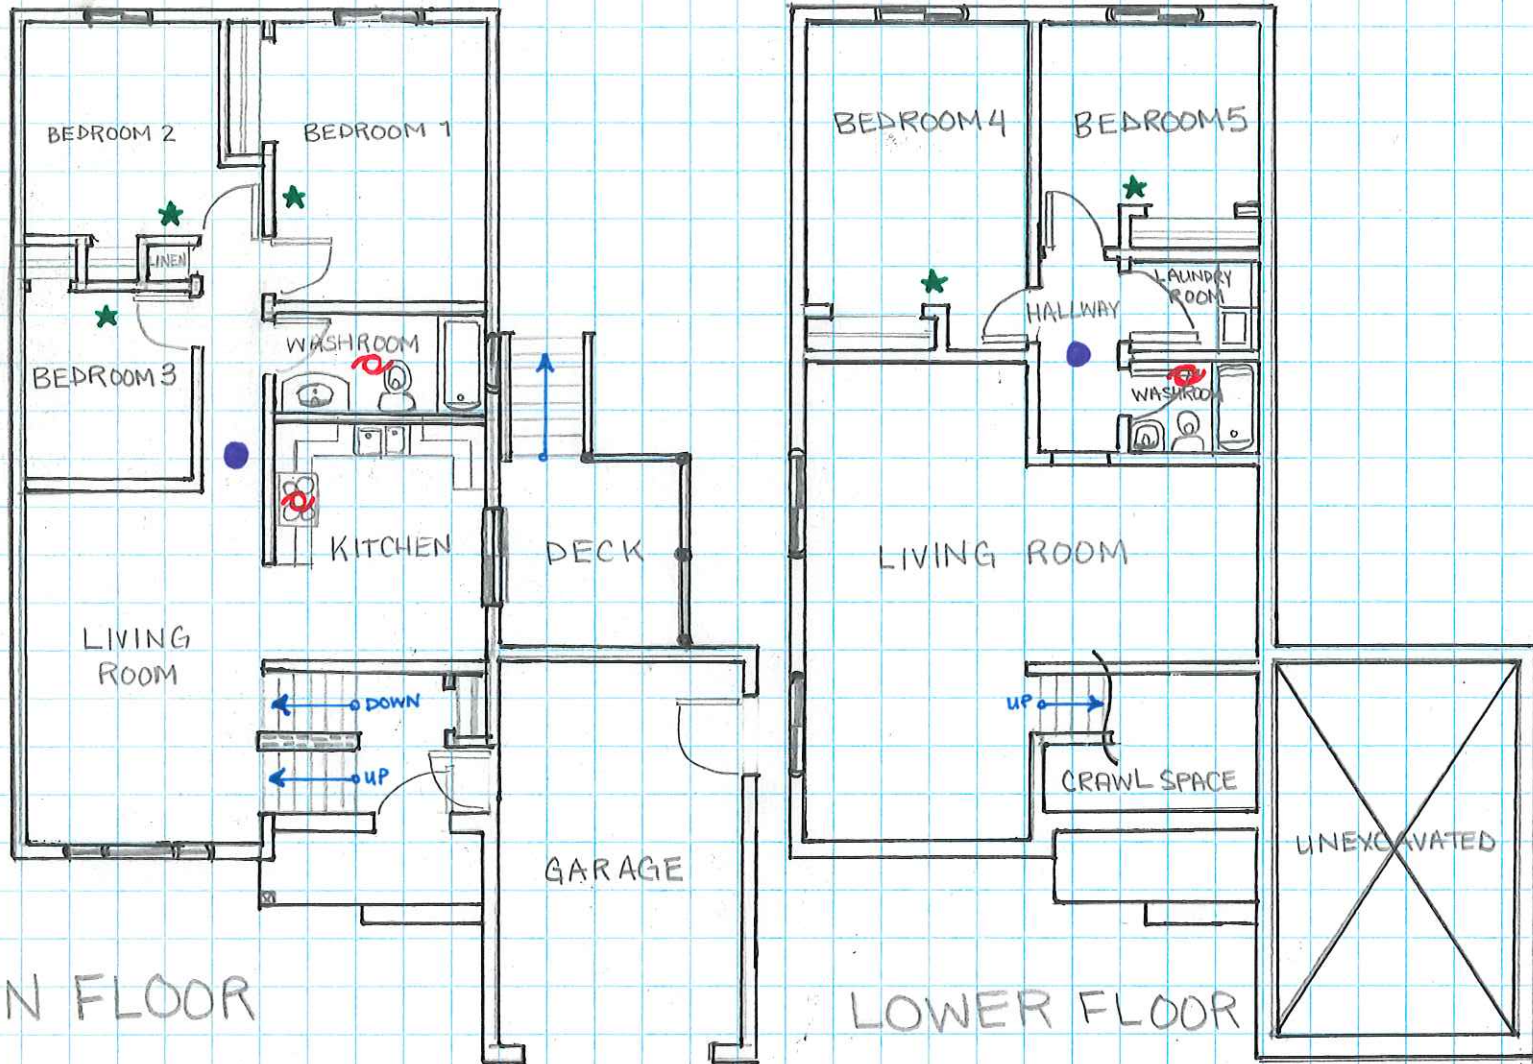 BEDROOM 2
BEDROOM 1
LINEN
WASHROOM
BEDROOM 3
KITCHEN
DECK
LIVING
ROOM
DOWN
UP
GARAGE
N FLOOR
BEDROOM 4
BEDROOM 5
LAUNDRY
ROOM
HALLWAY
WASHROOM
LIVING ROOM
UP
CRAWL SPACE
UNEXCAVATED
LOWER FLOOR